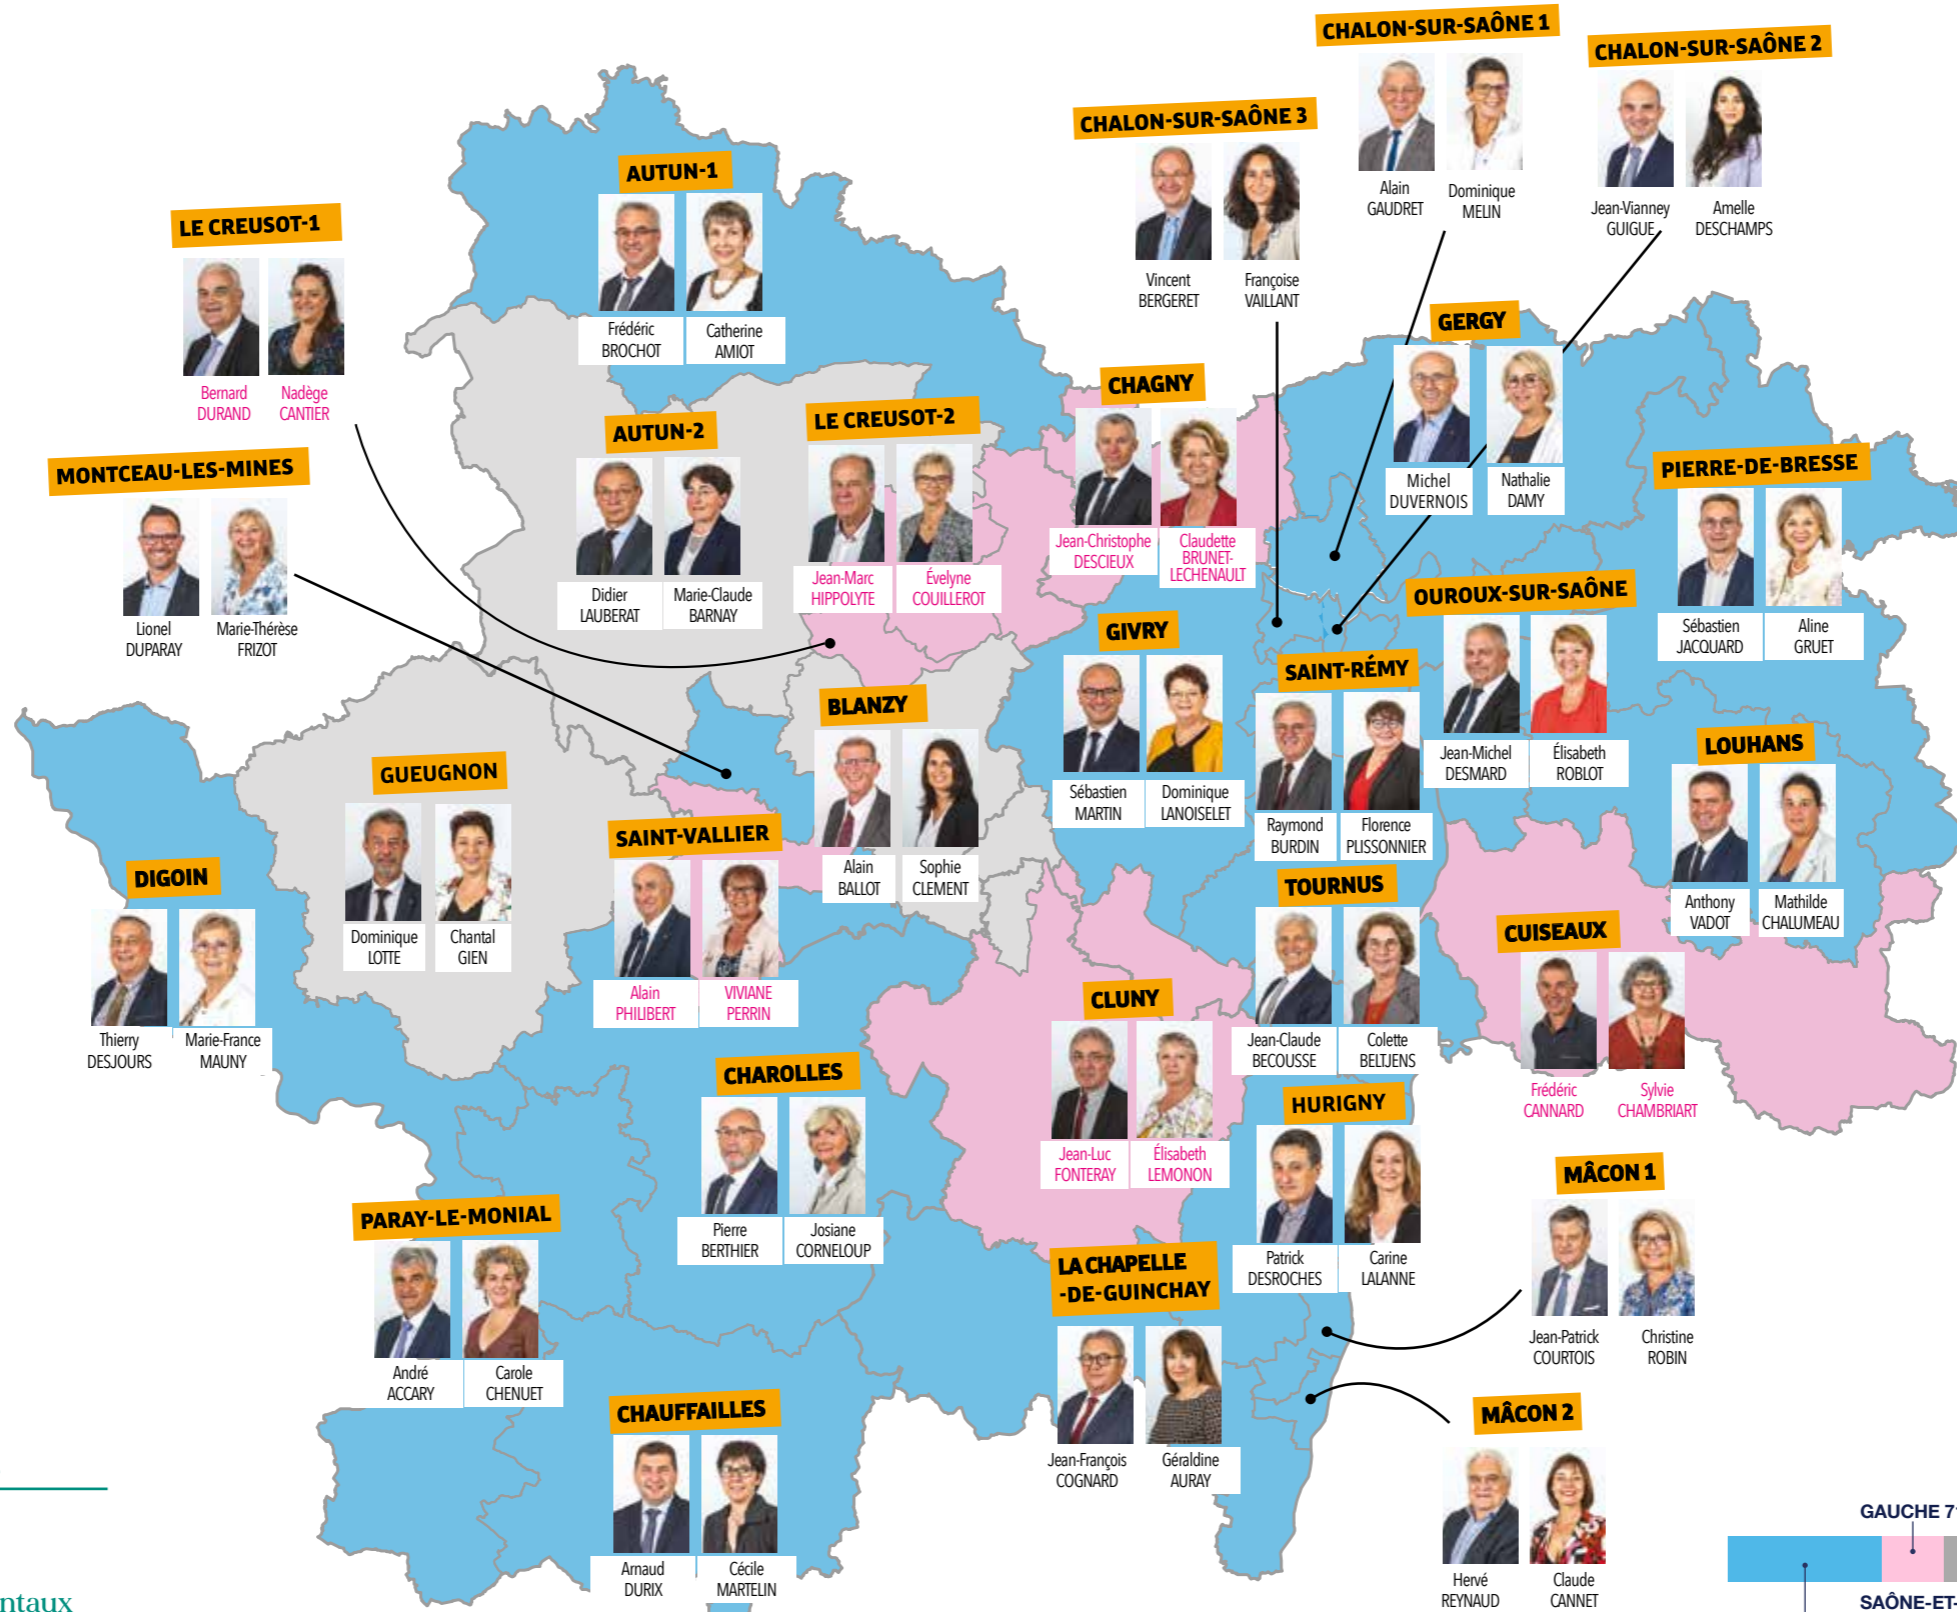 CHALON-SUR-SAÔNE 1
Alain
GAUDRET
Dominique
MELIN
CHALON-SUR-SAÔNE 2
Jean-Vianney
GUIGUE
Amelle
DESCHAMPS
CHALON-SUR-SAÔNE 3
Vincent
BERGERET
Françoise
VAILLANT
AUTUN-1
Frédéric
BROCHOT
Catherine
AMIOT
LE CREUSOT-1
Bernard
DURAND
Nadège
CANTIER
GERGY
Michel
DUVERNOIS
Nathalie
DAMY
CHAGNY
Jean-Christophe
DESCIEUX
Claudette
BRUNET-
LECHENAULT
LE CREUSOT-2
Jean-Marc
HIPPOLYTE
Évelyne
COUILLEROT
AUTUN-2
Didier
LAUBERAT
Marie-Claude
BARNAY
MONTCEAU-LES-MINES
Lionel
DUPARAY
Marie-Thérèse
FRIZOT
PIERRE-DE-BRESSE
Sébastien
JACQUARD
Aline
GRUET
OUROUX-SUR-SAÔNE
Jean-Michel
DESMARD
Élisabeth
ROBLOT
GIVRY
Sébastien
MARTIN
Dominique
LANOISELET
SAINT-RÉMY
Raymond
BURDIN
Florence
PLISSONNIER
BLANZY
Alain
BALLOT
Sophie
CLEMENT
LOUHANS
Anthony
VADOT
Mathilde
CHALUMEAU
GUEUGNON
Dominique
LOTTE
Chantal
GIEN
SAINT-VALLIER
Alain
PHILIBERT
VIVIANE
PERRIN
DIGOIN
Thierry
DESJOURS
Marie-France
MAUNY
TOURNUS
Jean-Claude
BECOUSSE
Colette
BELTJENS
CUISEAUX
Frédéric
CANNARD
Sylvie
CHAMBRIART
CLUNY
Jean-Luc
FONTERAY
Élisabeth
LEMONON
CHAROLLES
Pierre
BERTHIER
Josiane
CORNELOUP
HURIGNY
Patrick
DESROCHES
Carine
LALANNE
MÂCON 1
Jean-Patrick
COURTOIS
Christine
ROBIN
PARAY-LE-MONIAL
André
ACCARY
Carole
CHENUET
LA CHAPELLE
-DE-GUINCHAY
Jean-François
COGNARD
Géraldine
AURAY
CHAUFFAILLES
Arnaud
DURIX
Cécile
MARTELIN
MÂCON 2
Hervé
REYNAUD
Claude
CANNET
GAUCHE 7
SAÔNE-ET-
ntaux